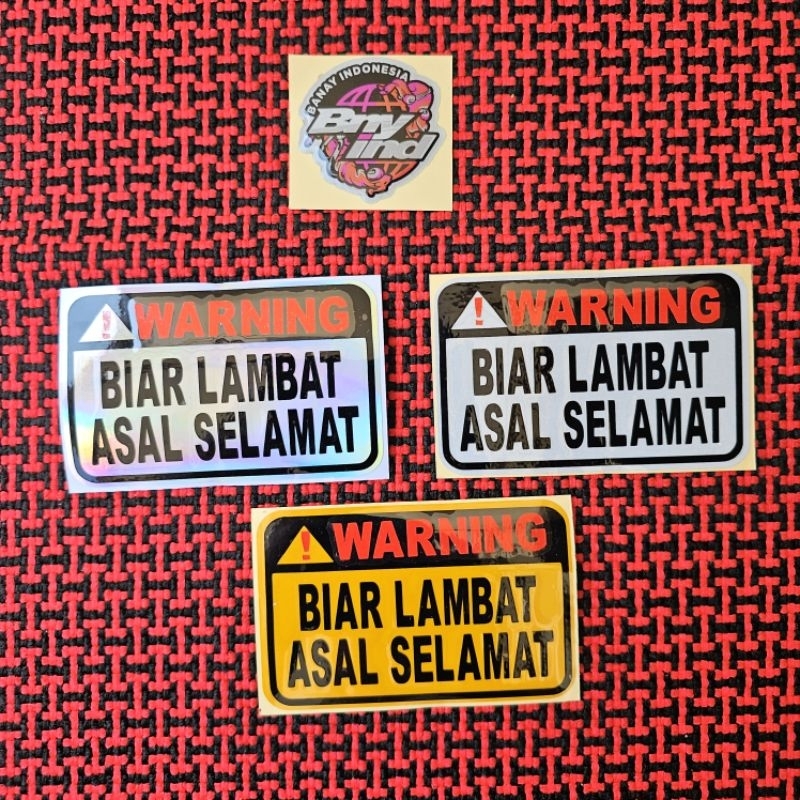 BANAY INDONESIA
Bny
ind
! WARNING
BIAR LAMBAT
ASAL SELAMAT
! WARNING
BIAR LAMBAT
ASAL SELAMAT
! WARNING
BIAR LAMBAT
ASAL SELAMAT